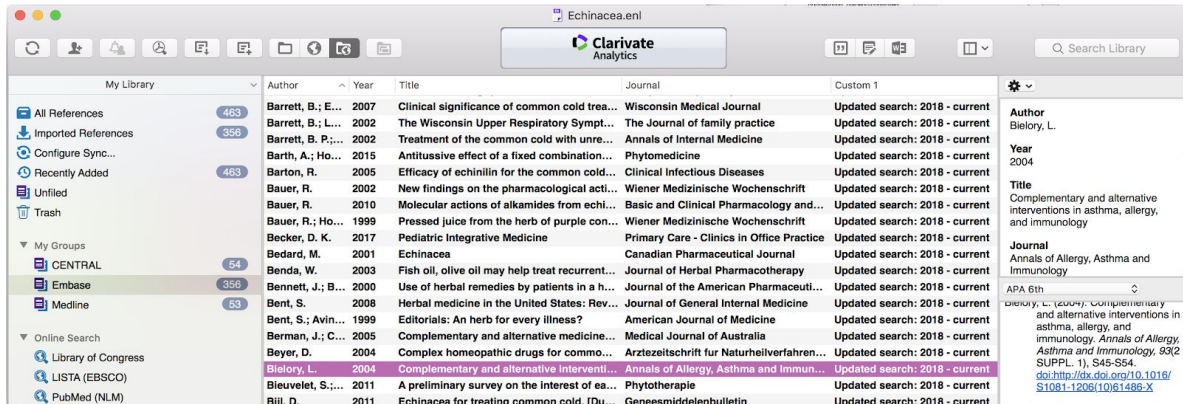 Echinacea.enl
Clarivate
Analytics
Search Library
My Library
All References 463
Imported References 356
Configure Sync...
Recently Added 463
Unfiled
Trash
My Groups
CENTRAL 54
Embase 356
Medline 53
Online Search
Library of Congress
LISTA (EBSCO)
PubMed (NLM)
Author Year Title Journal Custom 1
Barrett, B.; E... 2007 Clinical significance of common cold trea... Wisconsin Medical Journal Updated search: 2018 - current
Barrett, B.; L... 2002 The Wisconsin Upper Respiratory Sympt... The Journal of family practice Updated search: 2018 - current
Barrett, B. P.;... 2002 Treatment of the common cold with unre... Annals of Internal Medicine Updated search: 2018 - current
Barth, A.; Ho... 2015 Antitussive effect of a fixed combination... Phytomedicine Updated search: 2018 - current
Barton, R. 2005 Efficacy of echinilin for the common cold... Clinical Infectious Diseases Updated search: 2018 - current
Bauer, R. 2002 New findings on the pharmacological acti... Wiener Medizinische Wochenschrift Updated search: 2018 - current
Bauer, R. 2010 Molecular actions of alkamides from echi... Basic and Clinical Pharmacology and... Updated search: 2018 - current
Bauer, R.; Ho... 1999 Pressed juice from the herb of purple con... Wiener Medizinische Wochenschrift Updated search: 2018 - current
Becker, D. K. 2017 Pediatric Integrative Medicine Primary Care - Clinics in Office Practice Updated search: 2018 - current
Bedard, M. 2001 Echinacea Canadian Pharmaceutical Journal Updated search: 2018 - current
Benda, W. 2003 Fish oil, olive oil may help treat recurrent... Journal of Herbal Pharmacotherapy Updated search: 2018 - current
Bennett, J.; B... 2000 Use of herbal remedies by patients in a h... Journal of the American Pharmaceuti... Updated search: 2018 - current
Bent, S. 2008 Herbal medicine in the United States: Rev... Journal of General Internal Medicine Updated search: 2018 - current
Bent, S.; Avin... 1999 Editorials: An herb for every illness? American Journal of Medicine Updated search: 2018 - current
Berman, J.; C... 2005 Complementary and alternative medicine... Medical Journal of Australia Updated search: 2018 - current
Beyer, D. 2004 Complex homeopathic drugs for commo... Arztezeitschrift fur Naturheilverfahren... Updated search: 2018 - current
Bielory, L. 2004 Complementary and alternative interventi... Annals of Allergy, Asthma and Immun... Updated search: 2018 - current
Bieuvelet, S.;... 2011 A preliminary survey on the interest of ea... Phytotherapie Updated search: 2018 - current
Bijl, D. 2011 Echinacea for treating common cold. [Du... Geneesmiddelenbulletin Updated search: 2018 - current
Author
Bielory, L.
Year
2004
Title
Complementary and alternative
interventions in asthma, allergy,
and immunology
Journal
Annals of Allergy, Asthma and
Immunology
APA 6th
Bielory, L. (2004). Complementary
and alternative interventions in
asthma, allergy, and
immunology. Annals of Allergy,
Asthma and Immunology, 93(2
SUPPL. 1), S45-S54.
doi:http://dx.doi.org/10.1016/
S1081-1206(10)61486-X